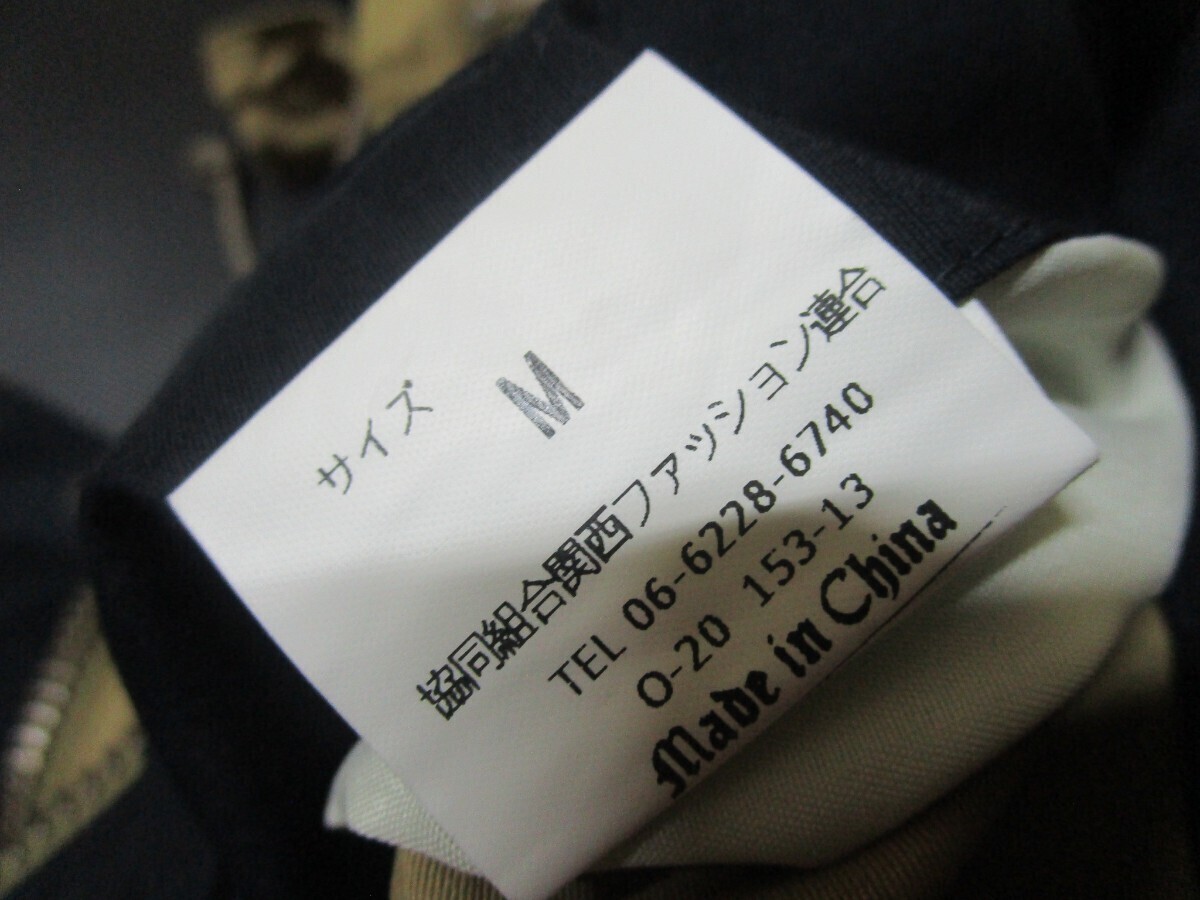 サイズ M
協同組合関西ファッション連合
TEL 06-6228-6740
O-20 153-13
Made in China